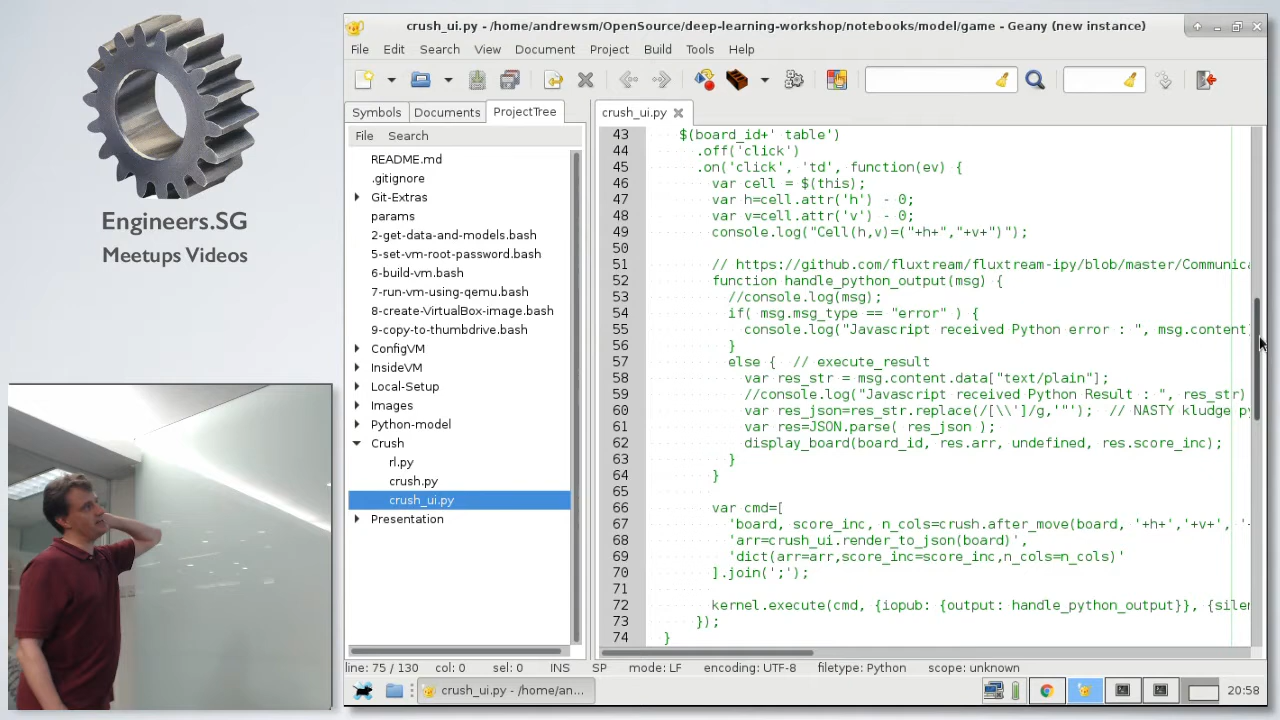 Engineers.SG
Meetups Videos
crush_ui.py - /home/andrewsm/OpenSource/deep-learning-workshop/notebooks/model/game - Geany (new instance)
File Edit Search View Document Project Build Tools Help
Symbols Documents ProjectTree
File Search
README.md
.gitignore
Git-Extras
params
2-get-data-and-models.bash
5-set-vm-root-password.bash
6-build-vm.bash
7-run-vm-using-qemu.bash
8-create-VirtualBox-image.bash
9-copy-to-thumbdrive.bash
ConfigVM
InsideVM
Local-Setup
Images
Python-model
Crush
rl.py
crush.py
crush_ui.py
Presentation
crush_ui.py
43 $(board_id+' table')
44 .off('click')
45 .on('click', 'td', function(ev) {
46 var cell = $(this);
47 var h=cell.attr('h') - 0;
48 var v=cell.attr('v') - 0;
49 console.log("Cell(h,v)=("+h+","+v+")");
50
51 // https://github.com/fluxtream/fluxtream-ipy/blob/master/Communica
52 function handle_python_output(msg) {
53 //console.log(msg);
54 if( msg.msg_type == "error" ) {
55 console.log("Javascript received Python error : ", msg.content)
56 }
57 else { // execute_result
58 var res_str = msg.content.data["text/plain"];
59 //console.log("Javascript received Python Result : ", res_str)
60 var res_json=res_str.replace(/[\\']/g,'"'); // NASTY kludge py
61 var res=JSON.parse( res_json );
62 display_board(board_id, res.arr, undefined, res.score_inc);
63 }
64 }
65
66 var cmd=[
67 'board, score_inc, n_cols=crush.after_move(board, '+h+','+v+', '-
68 'arr=crush_ui.render_to_json(board)',
69 'dict(arr=arr,score_inc=score_inc,n_cols=n_cols)'
70 ].join(';');
71
72 kernel.execute(cmd, {iopub: {output: handle_python_output}}, {siler
73 });
74 }
line: 75 / 130 col: 0 sel: 0 INS SP mode: LF encoding: UTF-8 filetype: Python scope: unknown
crush_ui.py - /home/an...
20:58